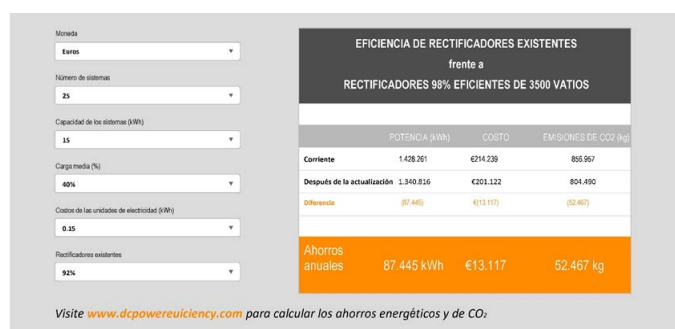 Moneda
Euros
Número de sistemas
25
Capacidad de los sistemas (kWh)
15
Carga media (%)
40%
Costos de las unidades de electricidad (kWh)
0.15
Rectificadores existentes
92%
EFICIENCIA DE RECTIFICADORES EXISTENTES
frente a
RECTIFICADORES 98% EFICIENTES DE 3500 VATIOS
POTENCIA (kWh) COSTO EMISIONES DE CO2 (kg)
Corriente 1.428.261 €214.239 856.957
Después de la actualización 1.340.816 €201.122 804.490
Diferencia (87.445) €(13.117) (52.467)
Ahorros
anuales 87.445 kWh €13.117 52.467 kg
Visite www.dcpowereuiciency.com para calcular los ahorros energéticos y de CO₂